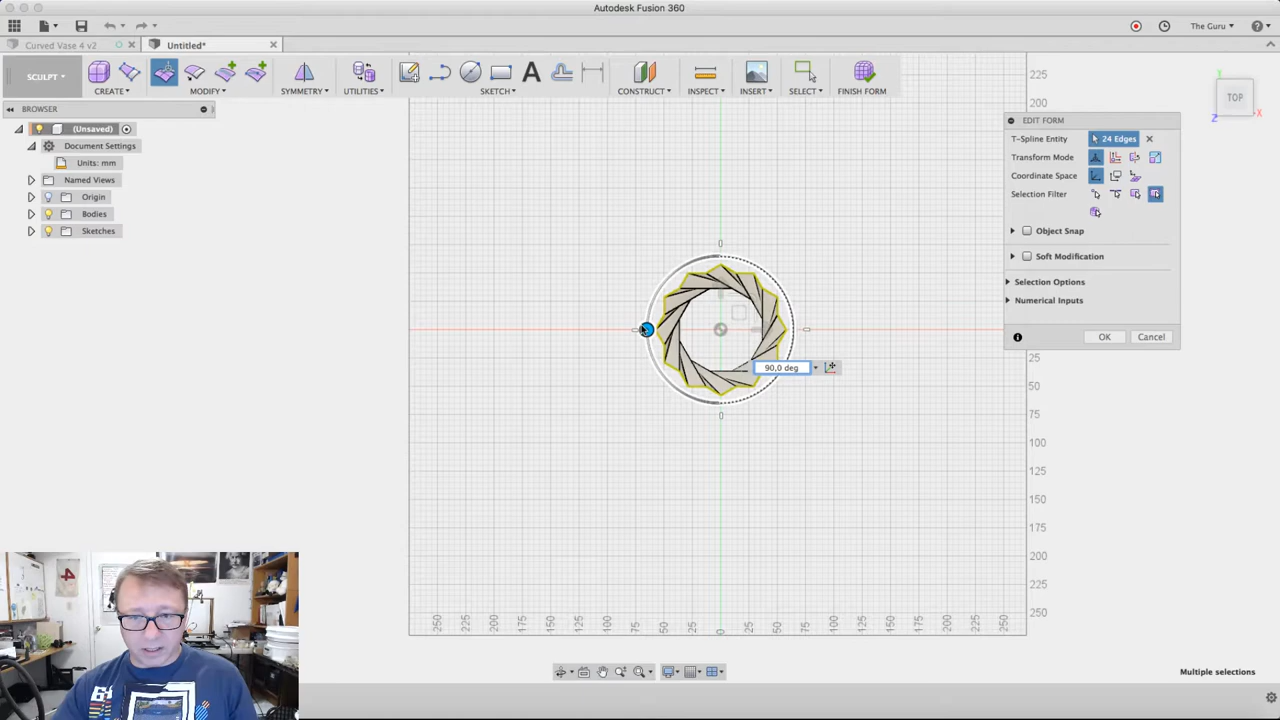 Autodesk Fusion 360
The Guru
Curved Vase 4 v2
Untitled*
SCULPT
CREATE
MODIFY
SYMMETRY
UTILITIES
SKETCH
CONSTRUCT
INSPECT
INSERT
SELECT
FINISH FORM
BROWSER
(Unsaved)
Document Settings
Units: mm
Named Views
Origin
Bodies
Sketches
TOP
Z
X
EDIT FORM
T-Spline Entity
24 Edges
Transform Mode
Coordinate Space
Selection Filter
Object Snap
Soft Modification
Selection Options
Numerical Inputs
OK
Cancel
90,0 deg
225
200
25
50
75
100
125
150
175
200
225
250
250 225 200 175 150 125 100 75 50 25 0 25 50 75 100 125 150 175 200 225 250
Multiple selections